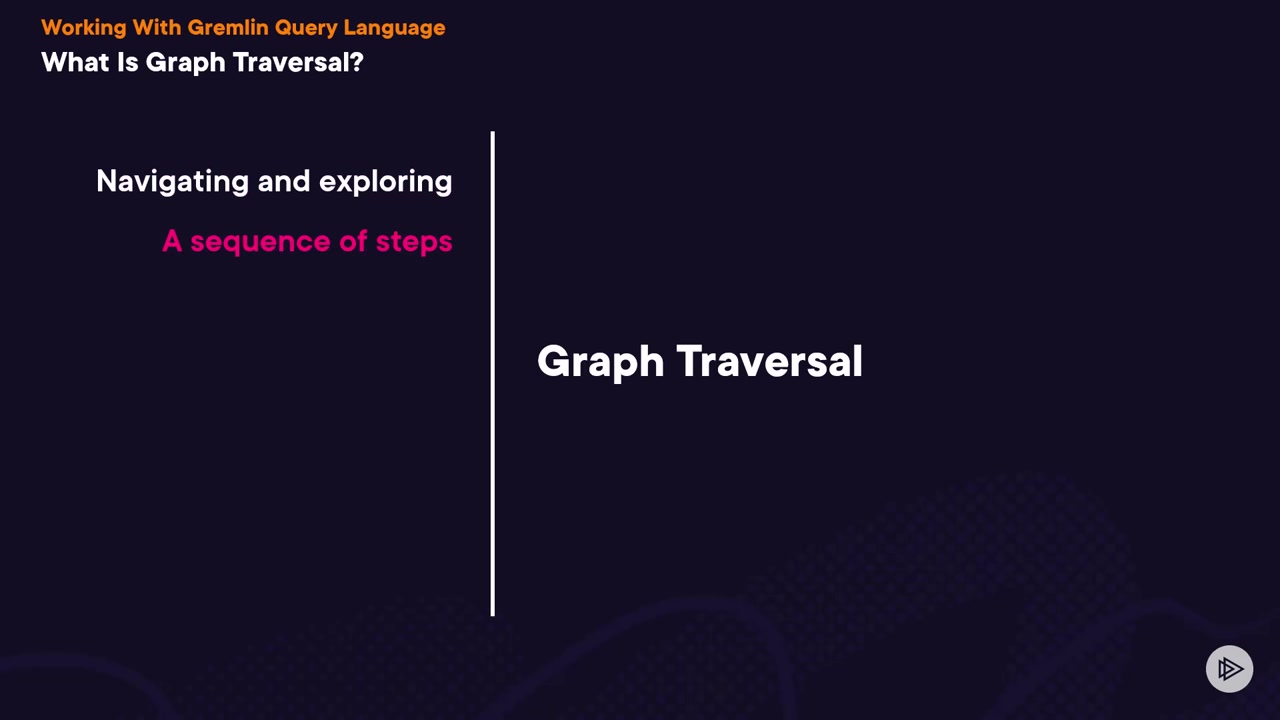 Working With Gremlin Query Language
What Is Graph Traversal?
Navigating and exploring
A sequence of steps
Graph Traversal